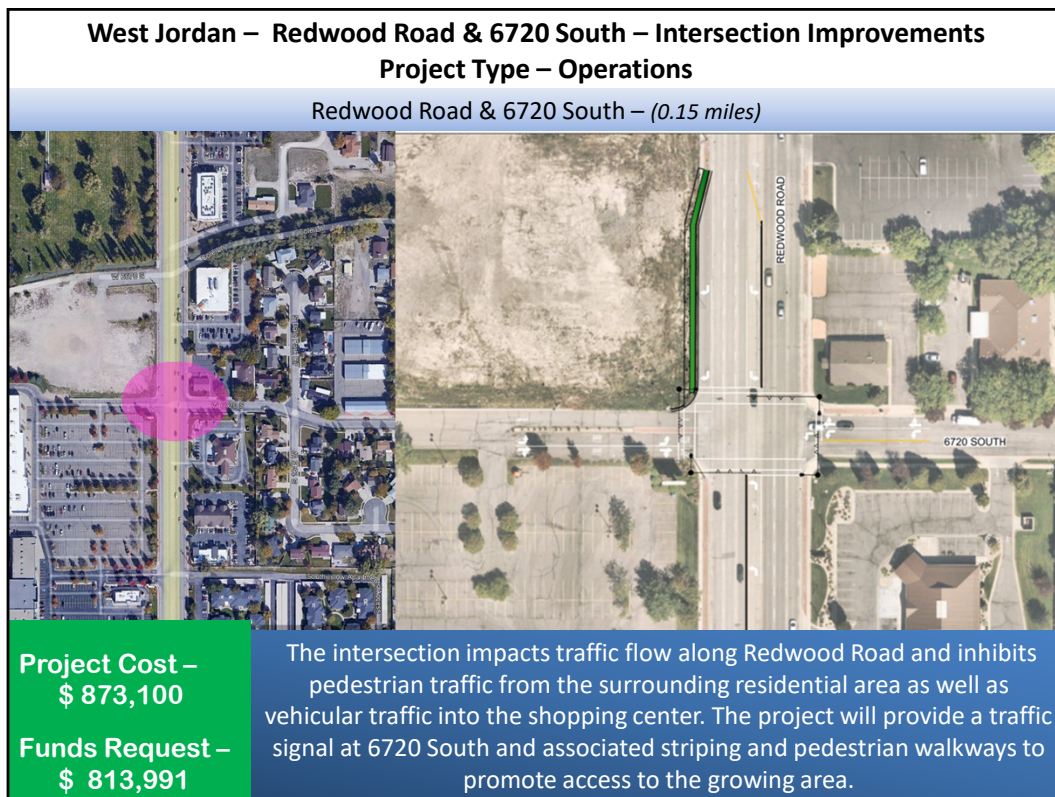 West Jordan – Redwood Road & 6720 South – Intersection Improvements
Project Type – Operations
Redwood Road & 6720 South – (0.15 miles)
REDWOOD ROAD
6720 SOUTH
Project Cost –
$ 873,100
Funds Request –
$ 813,991
The intersection impacts traffic flow along Redwood Road and inhibits
pedestrian traffic from the surrounding residential area as well as
vehicular traffic into the shopping center. The project will provide a traffic
signal at 6720 South and associated striping and pedestrian walkways to
promote access to the growing area.